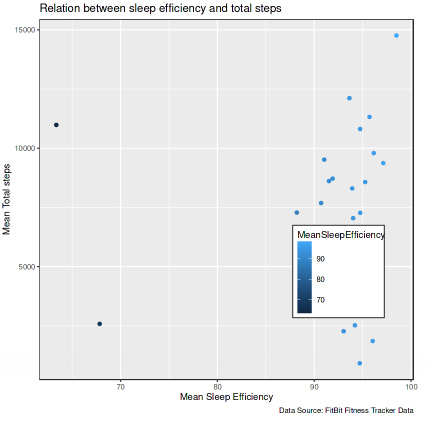 Relation between sleep efficiency and total steps
15000
10000
5000
Mean Total steps
MeanSleepEfficiency
90
80
70
70
80
90
100
Mean Sleep Efficiency
Data Source: FitBit Fitness Tracker Data